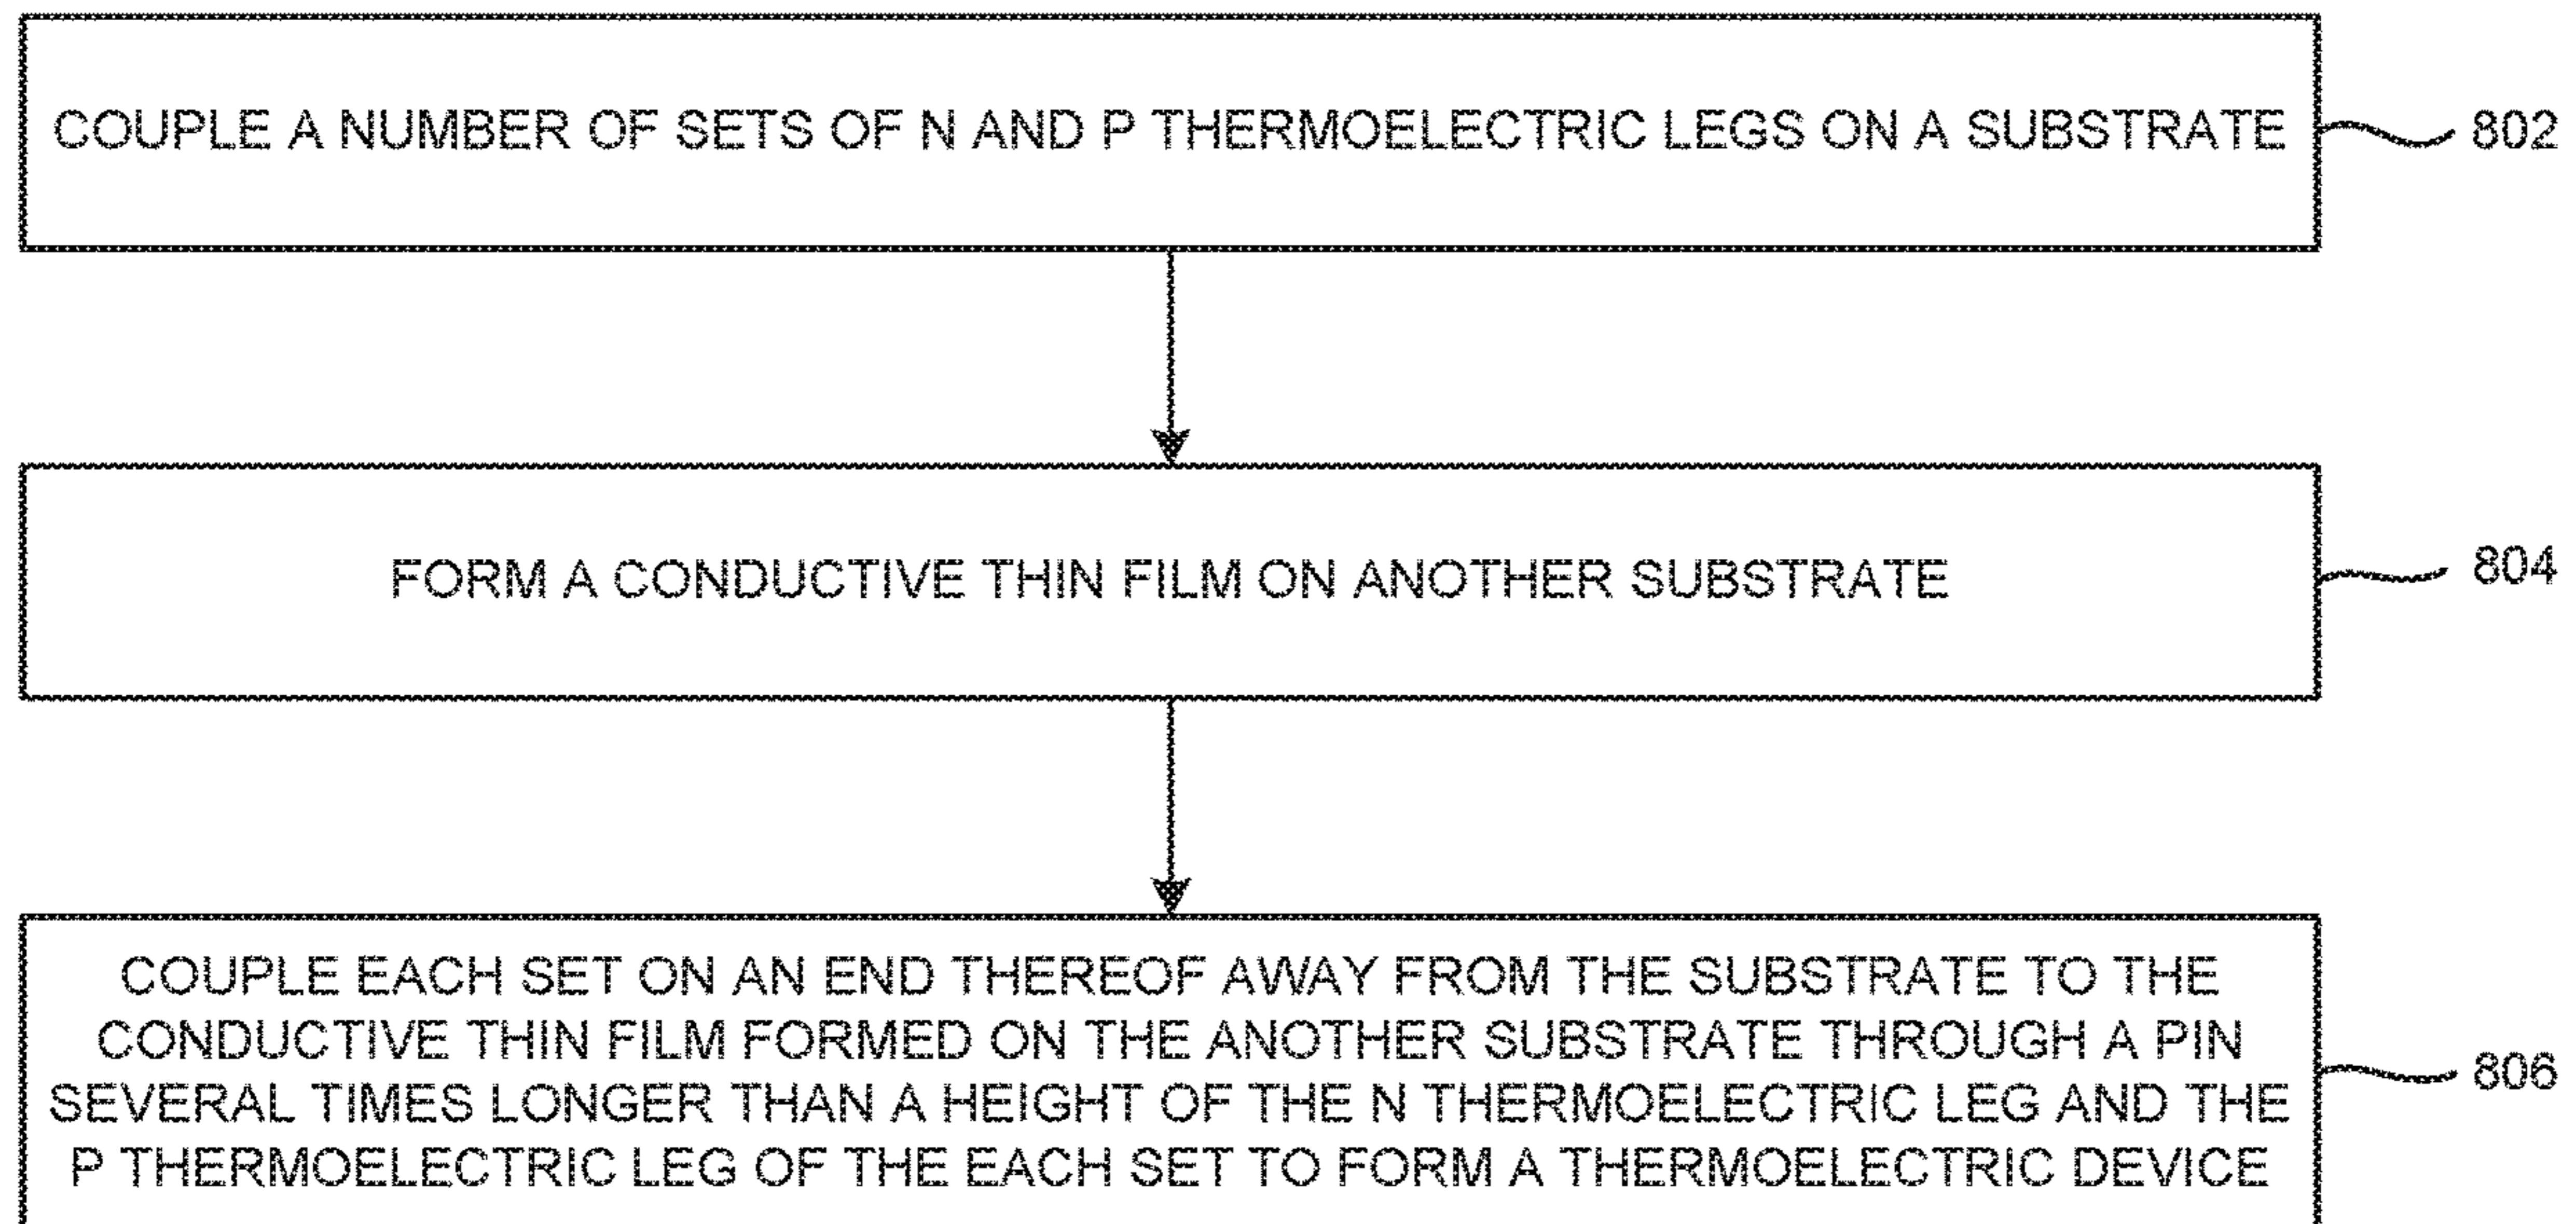 COUPLE A NUMBER OF SETS OF N AND P THERMOELECTRIC LEGS ON A SUBSTRATE
802
FORM A CONDUCTIVE THIN FILM ON ANOTHER SUBSTRATE
804
COUPLE EACH SET ON AN END THEREOF AWAY FROM THE SUBSTRATE TO THE
CONDUCTIVE THIN FILM FORMED ON THE ANOTHER SUBSTRATE THROUGH A PIN
SEVERAL TIMES LONGER THAN A HEIGHT OF THE N THERMOELECTRIC LEG AND THE
P THERMOELECTRIC LEG OF THE EACH SET TO FORM A THERMOELECTRIC DEVICE
806